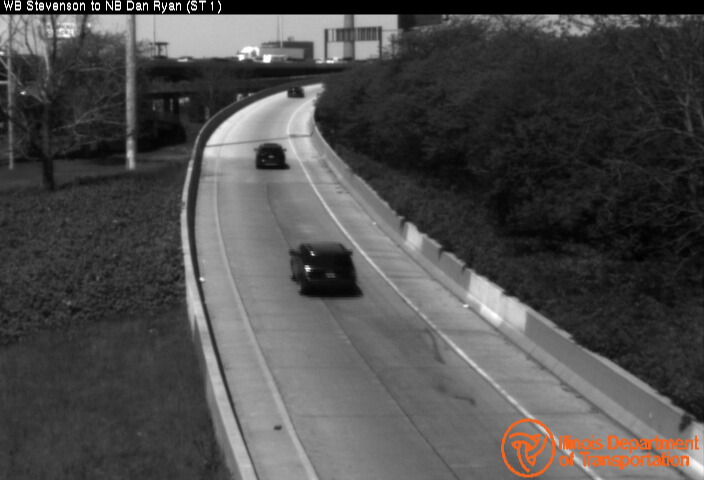 WB Stevenson to NB Dan Ryan (ST 1)
Illinois Department
of Transportation